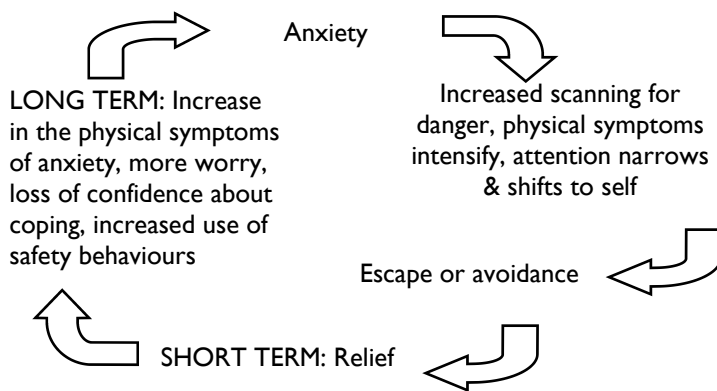 Anxiety
Increased scanning for
danger, physical symptoms
intensify, attention narrows
& shifts to self
Escape or avoidance
SHORT TERM: Relief
LONG TERM: Increase
in the physical symptoms
of anxiety, more worry,
loss of confidence about
coping, increased use of
safety behaviours